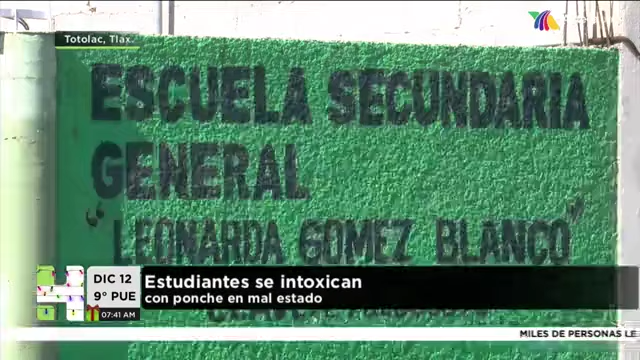 Totolac, Tlax.
ESCUELA SECUNDARIA
GENERAL
"LEONARDA GOMEZ BLANCO"
DIC 12
9° PUE
07:41 AM
Estudiantes se intoxican
con ponche en mal estado
MILES DE PERSONAS LE